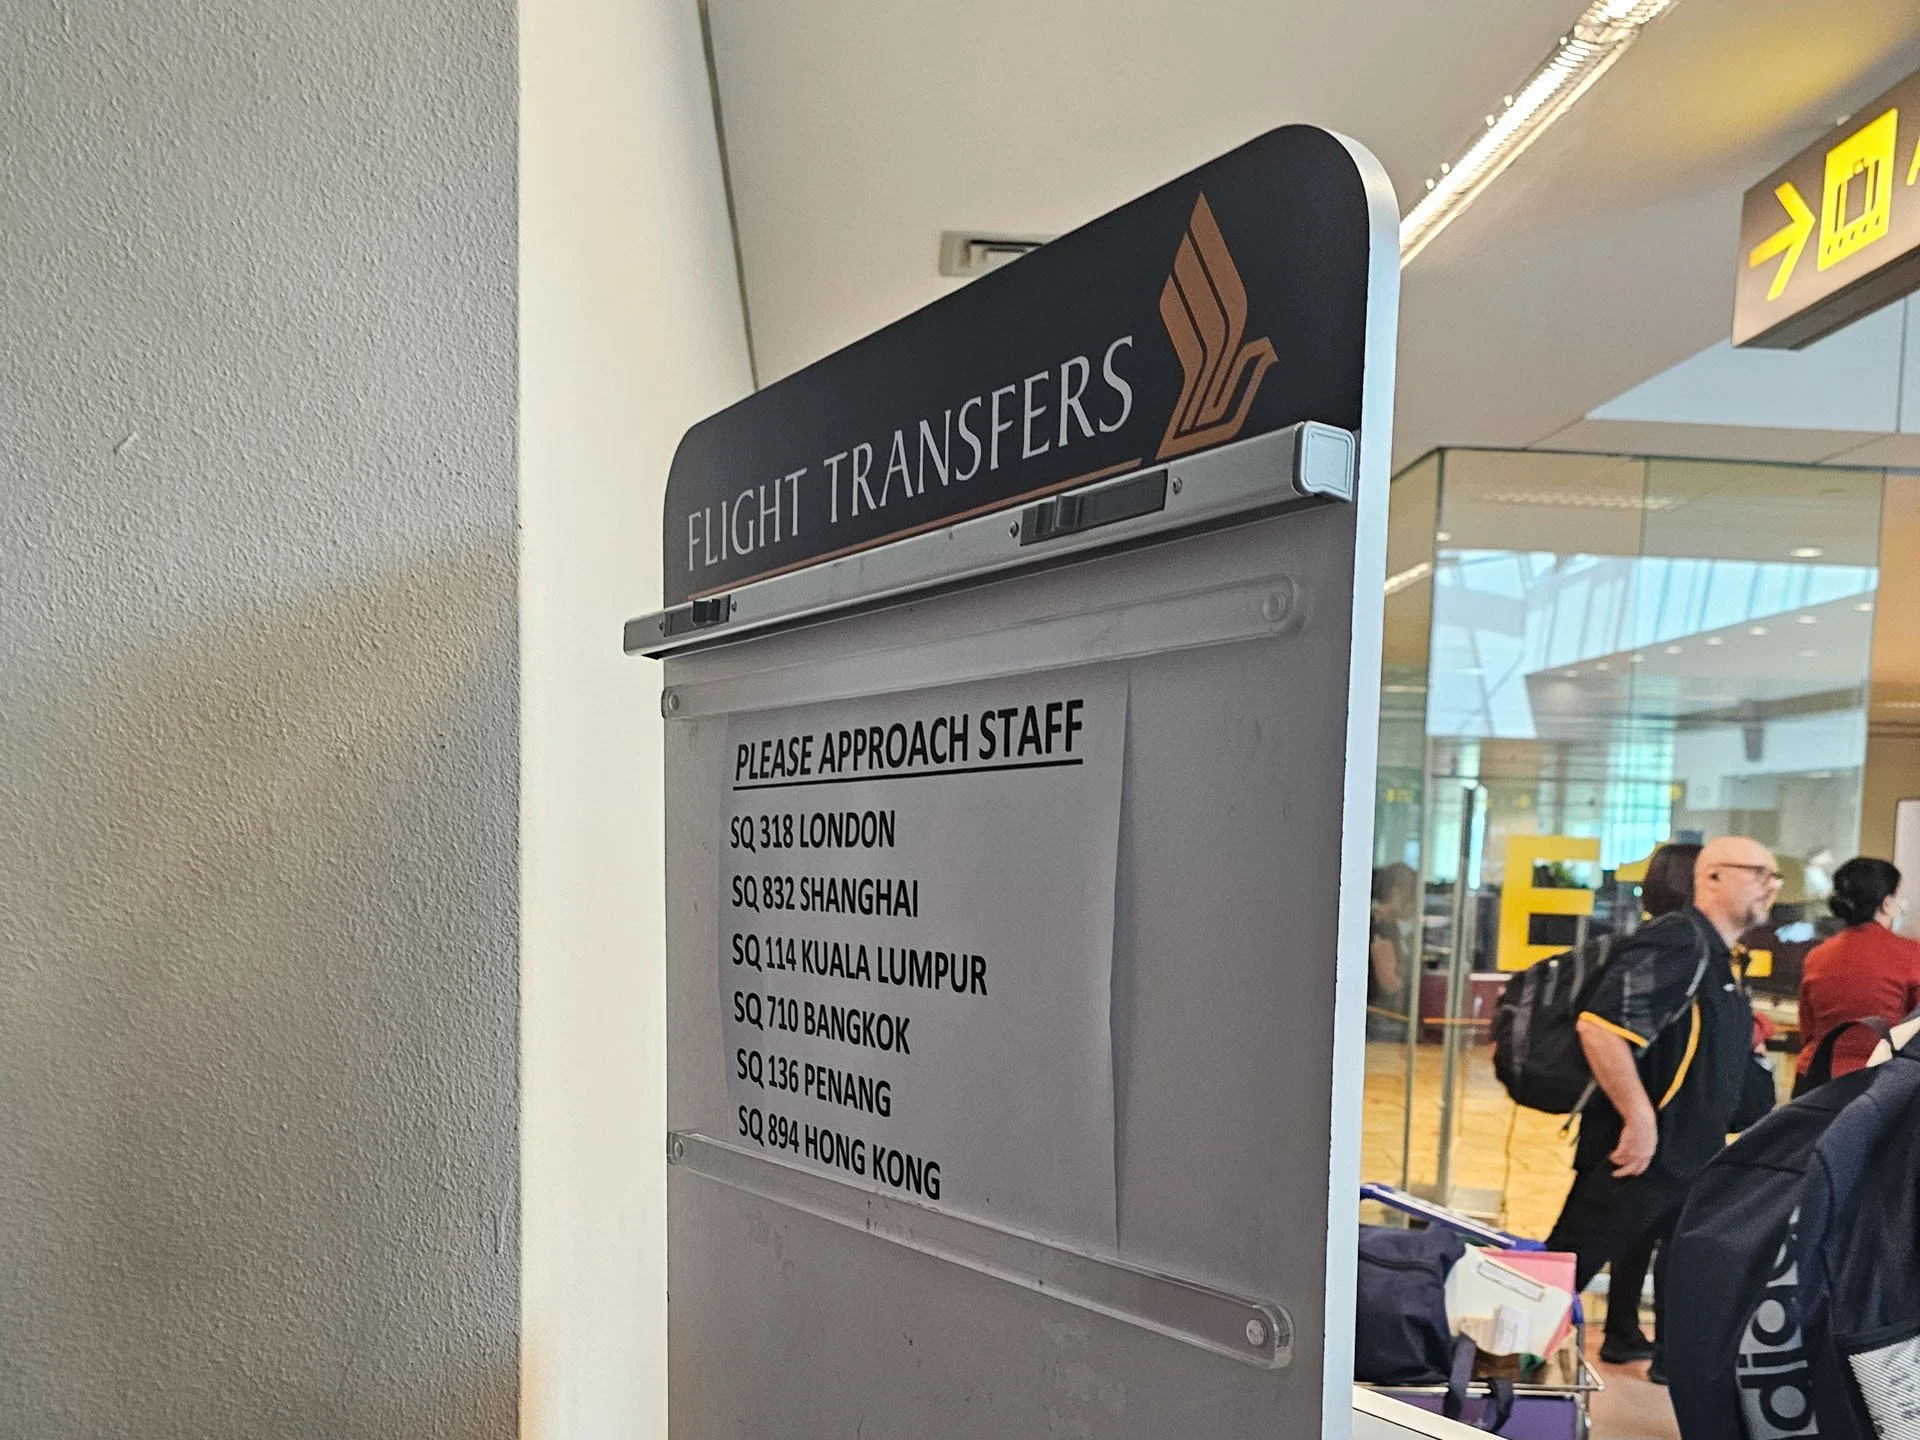 FLIGHT TRANSFERS
PLEASE APPROACH STAFF
SQ 318 LONDON
SQ 832 SHANGHAI
SQ 114 KUALA LUMPUR
SQ 710 BANGKOK
SQ 136 PENANG
SQ 894 HONG KONG
adidas